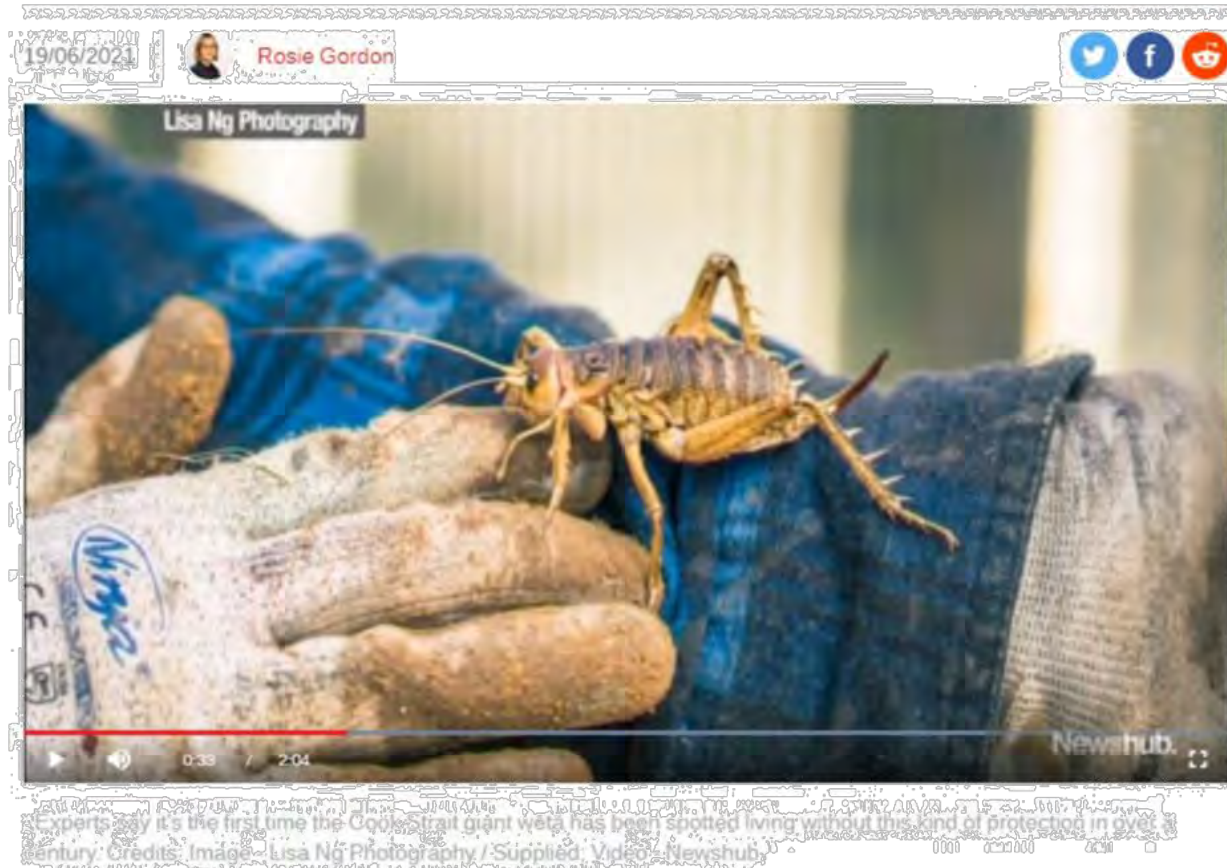 19/06/2021 Rosie Gordon
Lisa Ng Photography
Ninja
CE
0:33 / 2:04
Newshub.
Experts say it's the first time the Cook Strait giant wētā has been spotted living without this kind of protection in over a
century. Credits: Image - Lisa Ng Photography / Supplied; Video - Newshub